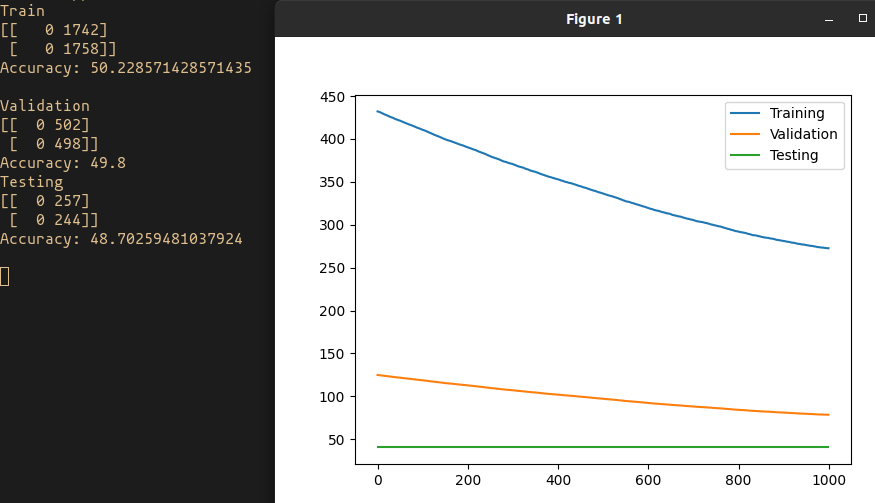 Train
[[   0 1742]
 [   0 1758]]
Accuracy: 50.228571428571435
Validation
[[  0 502]
 [  0 498]]
Accuracy: 49.8
Testing
[[  0 257]
 [  0 244]]
Accuracy: 48.70259481037924
Figure 1
450
400
350
300
250
200
150
100
50
0 200 400 600 800 1000
Training
Validation
Testing